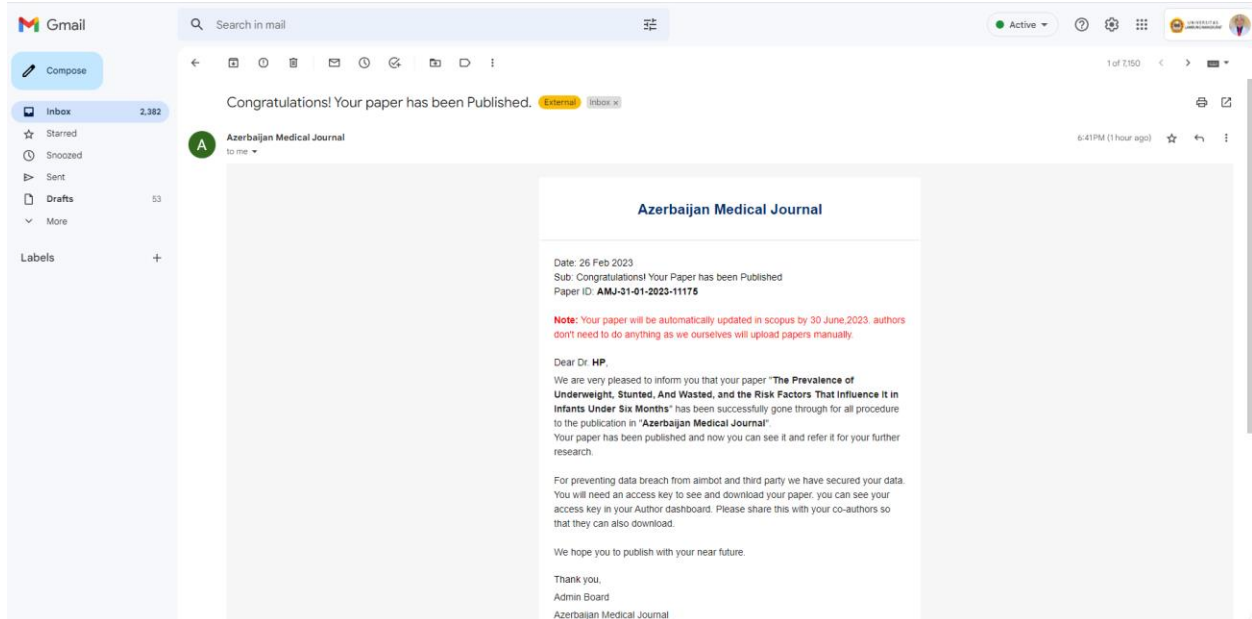 Gmail
Search in mail
Active
UNIVERSITAS
Compose
1 of 7,150
Inbox 2,382
Starred
Snoozed
Sent
Drafts 53
More
Labels
Congratulations! Your paper has been Published. External Inbox x
A
Azerbaijan Medical Journal
to me
6:41 PM (1 hour ago)
Azerbaijan Medical Journal
Date: 26 Feb 2023
Sub: Congratulations! Your Paper has been Published
Paper ID: AMJ-31-01-2023-11175
Note: Your paper will be automatically updated in scopus by 30 June,2023. authors
don't need to do anything as we ourselves will upload papers manually.
Dear Dr. HP,
We are very pleased to inform you that your paper "The Prevalence of
Underweight, Stunted, And Wasted, and the Risk Factors That Influence It in
Infants Under Six Months" has been successfully gone through for all procedure
to the publication in "Azerbaijan Medical Journal".
Your paper has been published and now you can see it and refer it for your further
research.
For preventing data breach from aimbot and third party we have secured your data.
You will need an access key to see and download your paper. you can see your
access key in your Author dashboard. Please share this with your co-authors so
that they can also download.
We hope you to publish with your near future.
Thank you,
Admin Board
Azerbaijan Medical Journal